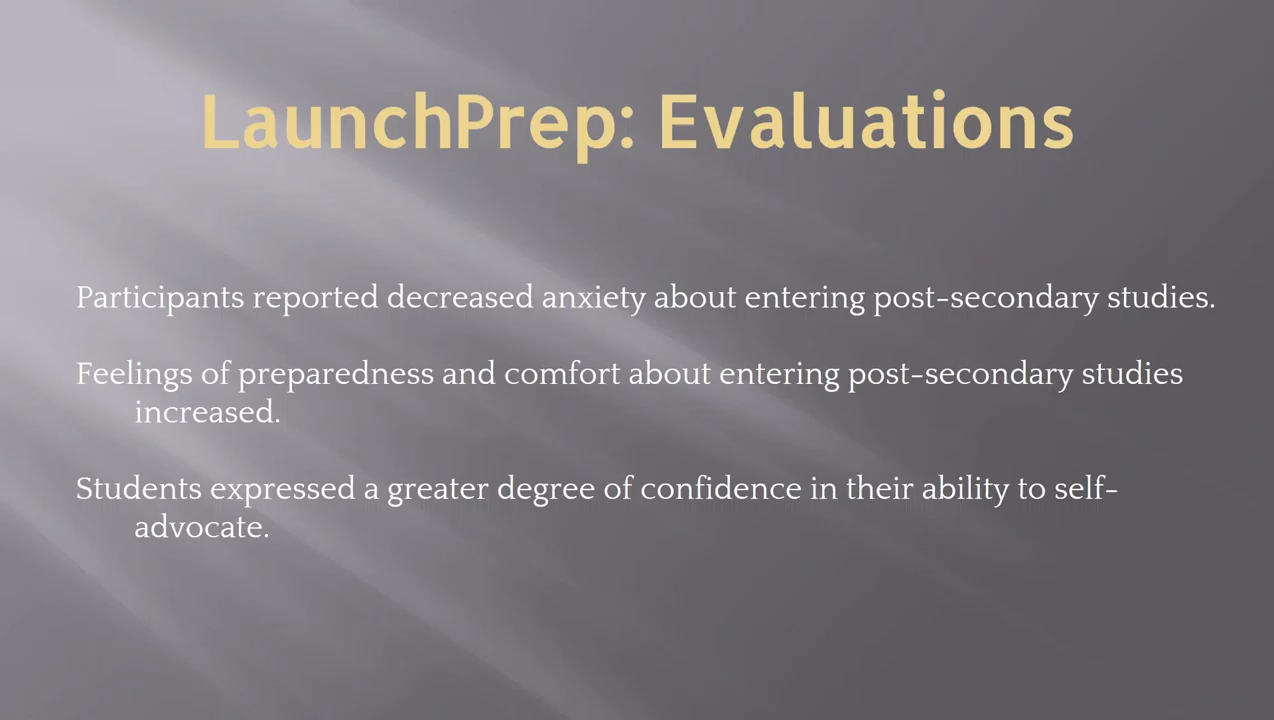 LaunchPrep: Evaluations
Participants reported decreased anxiety about entering post-secondary studies.
Feelings of preparedness and comfort about entering post-secondary studies
increased.
Students expressed a greater degree of confidence in their ability to self-
advocate.